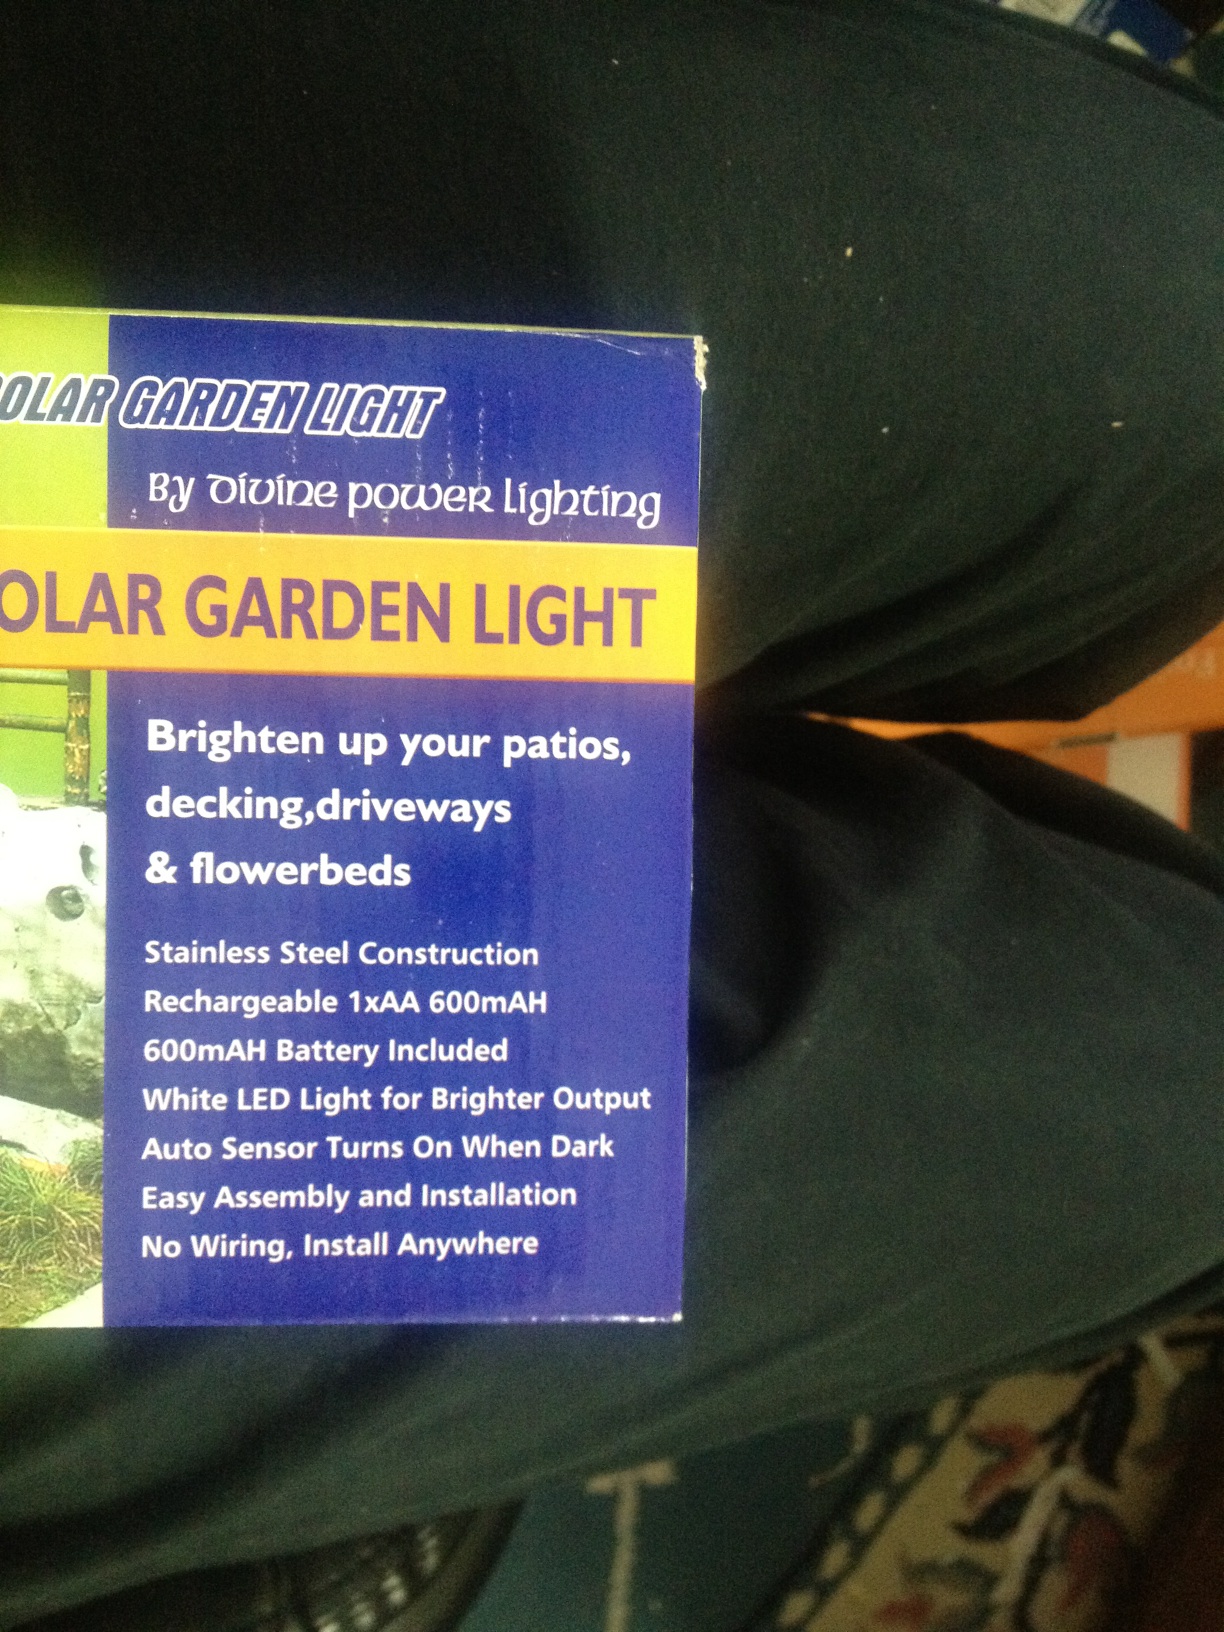 OLAR GARDEN LIGHT
By Divine power Lighting
OLAR GARDEN LIGHT
Brighten up your patios,
decking,driveways
& flowerbeds
Stainless Steel Construction
Rechargeable 1xAA 600mAH
600mAH Battery Included
White LED Light for Brighter Output
Auto Sensor Turns On When Dark
Easy Assembly and Installation
No Wiring, Install Anywhere